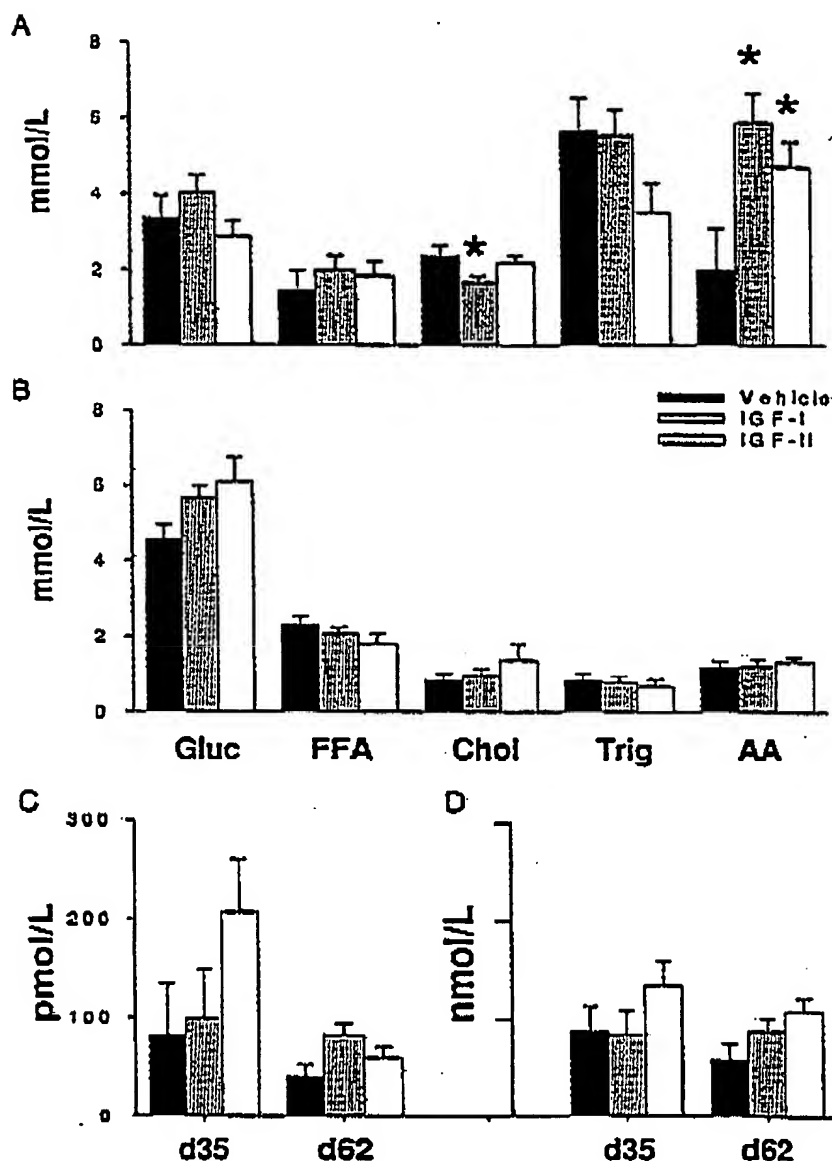 A
8
6
4
2
0
mmol/L
* * *
B
Vehicle
IGF-I
IGF-II
8
6
4
2
0
mmol/L
Gluc FFA Chol Trig AA
C D
300
200
100
0
pmol/L nmol/L
d35 d62 d35 d62